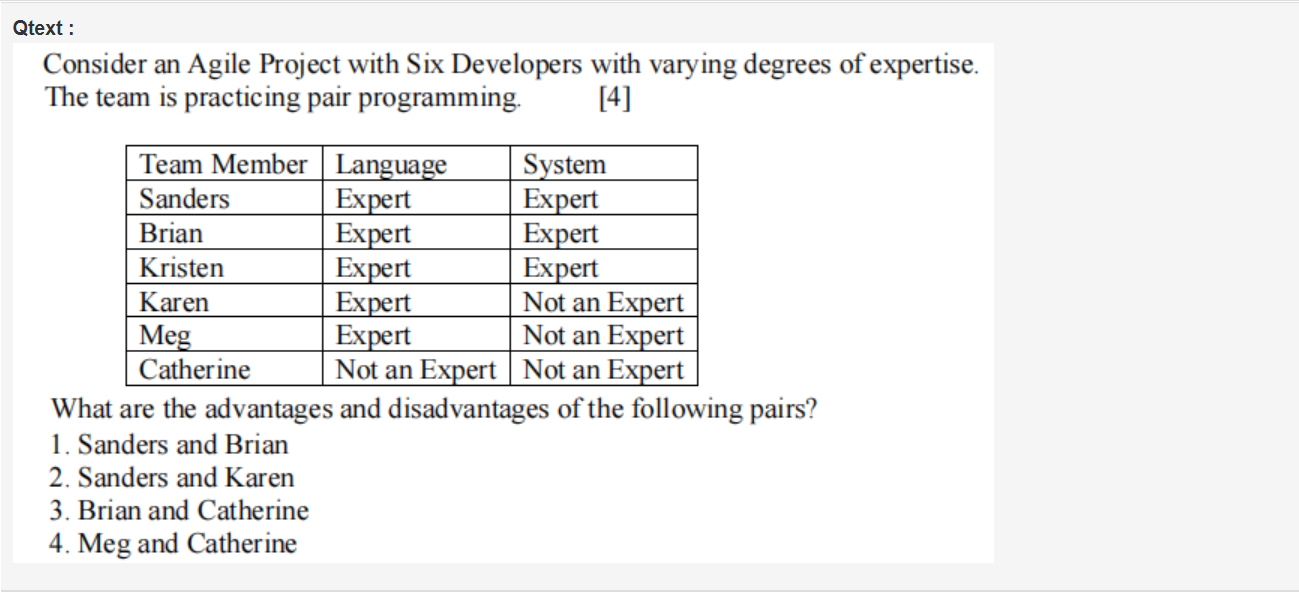 Qtext :
Consider an Agile Project with Six Developers with varying degrees of expertise.
The team is practicing pair programming. [4]
Team Member Language System
Sanders Expert Expert
Brian Expert Expert
Kristen Expert Expert
Karen Expert Not an Expert
Meg Expert Not an Expert
Catherine Not an Expert Not an Expert
What are the advantages and disadvantages of the following pairs?
1. Sanders and Brian
2. Sanders and Karen
3. Brian and Catherine
4. Meg and Catherine